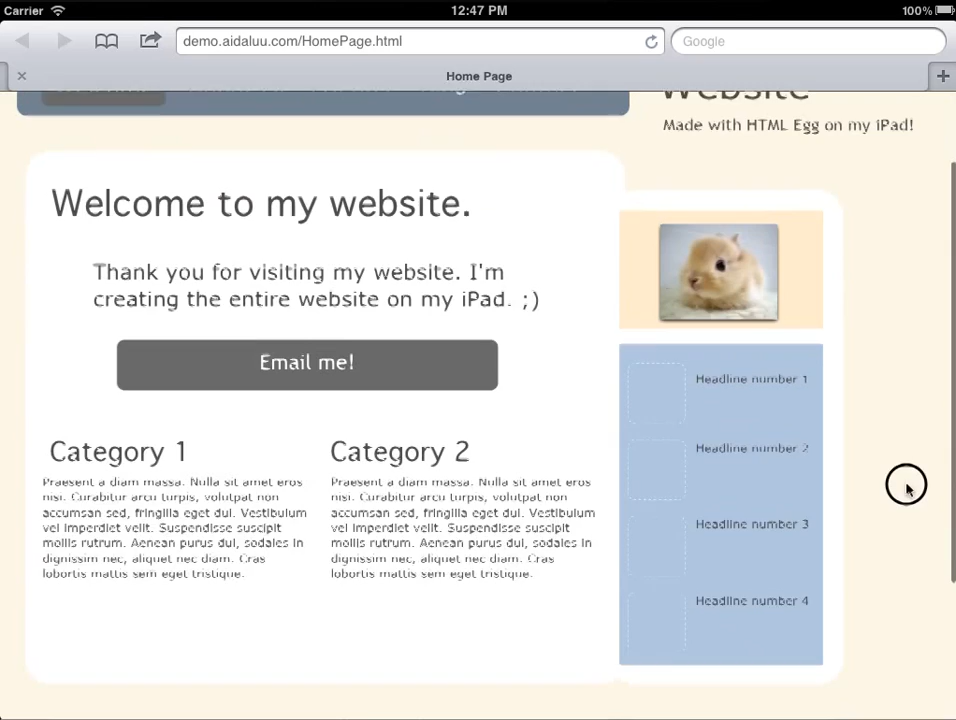 Carrier 12:47 PM 100%
demo.aidaluu.com/HomePage.html Google
Home Page
Website
Made with HTML Egg on my iPad!
Welcome to my website.
Thank you for visiting my website. I'm
creating the entire website on my iPad. ;)
Email me!
Headline number 1
Headline number 2
Headline number 3
Headline number 4
Category 1
Praesent a diam massa. Nulla sit amet eros
nisi. Curabitur arcu turpis, volutpat non
accumsan sed, fringilla eget dui. Vestibulum
vel imperdiet velit. Suspendisse suscipit
mollis rutrum. Aenean purus dui, sodales in
dignissim nec, aliquet nec diam. Cras
lobortis mattis sem eget tristique.
Category 2
Praesent a diam massa. Nulla sit amet eros
nisi. Curabitur arcu turpis, volutpat non
accumsan sed, fringilla eget dui. Vestibulum
vel imperdiet velit. Suspendisse suscipit
mollis rutrum. Aenean purus dui, sodales in
dignissim nec, aliquet nec diam. Cras
lobortis mattis sem eget tristique.